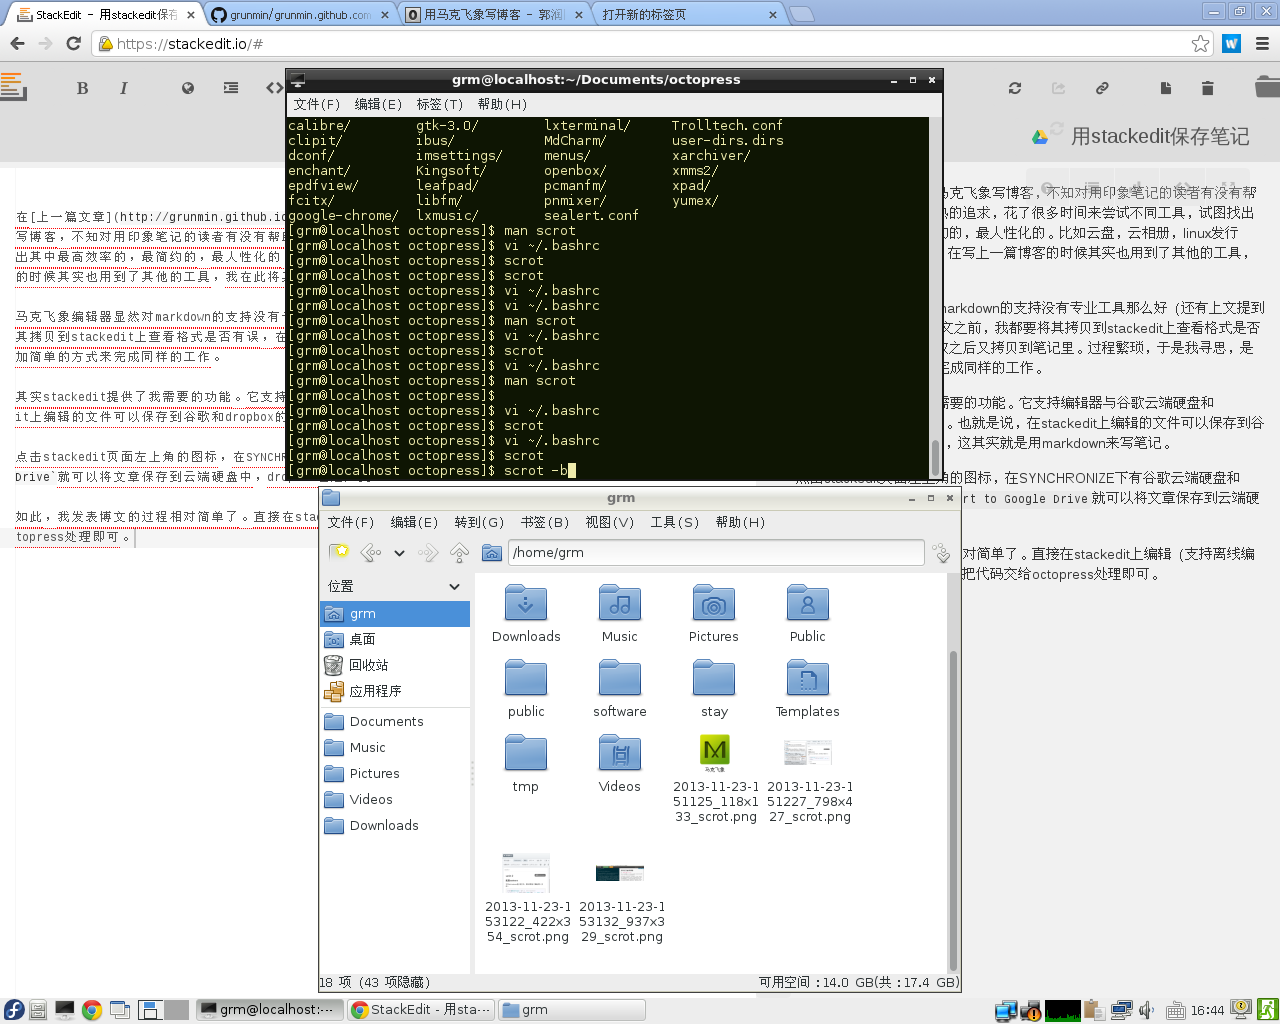 StackEdit - 用stackedit保存
grunmin/grunmin.github.com
用马克飞象写博客 - 郭润
打开新的标签页
https://stackedit.io/#
B I
用stackedit保存笔记
grm@localhost:~/Documents/octopress
文件(F) 编辑(E) 标签(T) 帮助(H)
calibre/ gtk-3.0/ lxterminal/ Trolltech.conf
clipit/ ibus/ MdCharm/ user-dirs.dirs
dconf/ imsettings/ menus/ xarchiver/
enchant/ Kingsoft/ openbox/ xmms2/
epdfview/ leafpad/ pcmanfm/ xpad/
fcitx/ libfm/ pnmixer/ yumex/
google-chrome/ lxmusic/ sealert.conf
[grm@localhost octopress]$ man scrot
[grm@localhost octopress]$ vi ~/.bashrc
[grm@localhost octopress]$ scrot
[grm@localhost octopress]$ scrot
[grm@localhost octopress]$ vi ~/.bashrc
[grm@localhost octopress]$ vi ~/.bashrc
[grm@localhost octopress]$ man scrot
[grm@localhost octopress]$ vi ~/.bashrc
[grm@localhost octopress]$ scrot
[grm@localhost octopress]$ vi ~/.bashrc
[grm@localhost octopress]$ man scrot
[grm@localhost octopress]$
[grm@localhost octopress]$ vi ~/.bashrc
[grm@localhost octopress]$ scrot
[grm@localhost octopress]$ vi ~/.bashrc
[grm@localhost octopress]$ scrot
[grm@localhost octopress]$ scrot -b
在[上一篇文章](http://grunmin.github.io
写博客，不知对用印象笔记的读者有没有帮
出其中最高效率的，最简约的，最人性化的
的时候其实也用到了其他的工具，我在此将
马克飞象编辑器显然对markdown的支持没有
其拷贝到stackedit上查看格式是否有误，在
加简单的方式来完成同样的工作。
其实stackedit提供了我需要的功能。它支持
it上编辑的文件可以保存到谷歌和dropbox的
点击stackedit页面左上角的图标，在SYNCHR
Drive`就可以将文章保存到云端硬盘中，
如此，我发表博文的过程相对简单了。直接在stac
topress处理即可。
马克飞象写博客，不知对用印象笔记的读者有没有帮
的追求，花了很多时间来尝试不同工具，试图找出
的，最人性化的。比如云盘，云相册，linux发行
在写上一篇博客的时候其实也用到了其他的工具，
markdown的支持没有专业工具那么好（还有上文提到
文之前，我都要将其拷贝到stackedit上查看格式是否
之后又拷贝到笔记里。过程繁琐，于是我寻思，是
完成同样的工作。
需要的功能。它支持编辑器与谷歌云端硬盘和
。也就是说，在stackedit上编辑的文件可以保存到谷
，这其实就是用markdown来写笔记。
点击stackedit页面左上角的图标，在SYNCHRONIZE下有谷歌云端硬盘和
rt to Google Drive 就可以将文章保存到云端硬
对简单了。直接在stackedit上编辑（支持离线编
把代码交给octopress处理即可。
grm
文件(F) 编辑(E) 转到(G) 书签(B) 视图(V) 工具(S) 帮助(H)
/home/grm
位置
grm
桌面
回收站
应用程序
Documents
Music
Pictures
Videos
Downloads
Downloads Music Pictures Public
public software stay Templates
tmp Videos
马克飞象
2013-11-23-151125_118x133_scrot.png
2013-11-23-151227_798x427_scrot.png
2013-11-23-153122_422x354_scrot.png
2013-11-23-153132_937x329_scrot.png
18 项 (43 项隐藏) 可用空间：14.0 GB(共：17.4 GB)
grm@localhost:···
StackEdit - 用sta···
grm
16:44